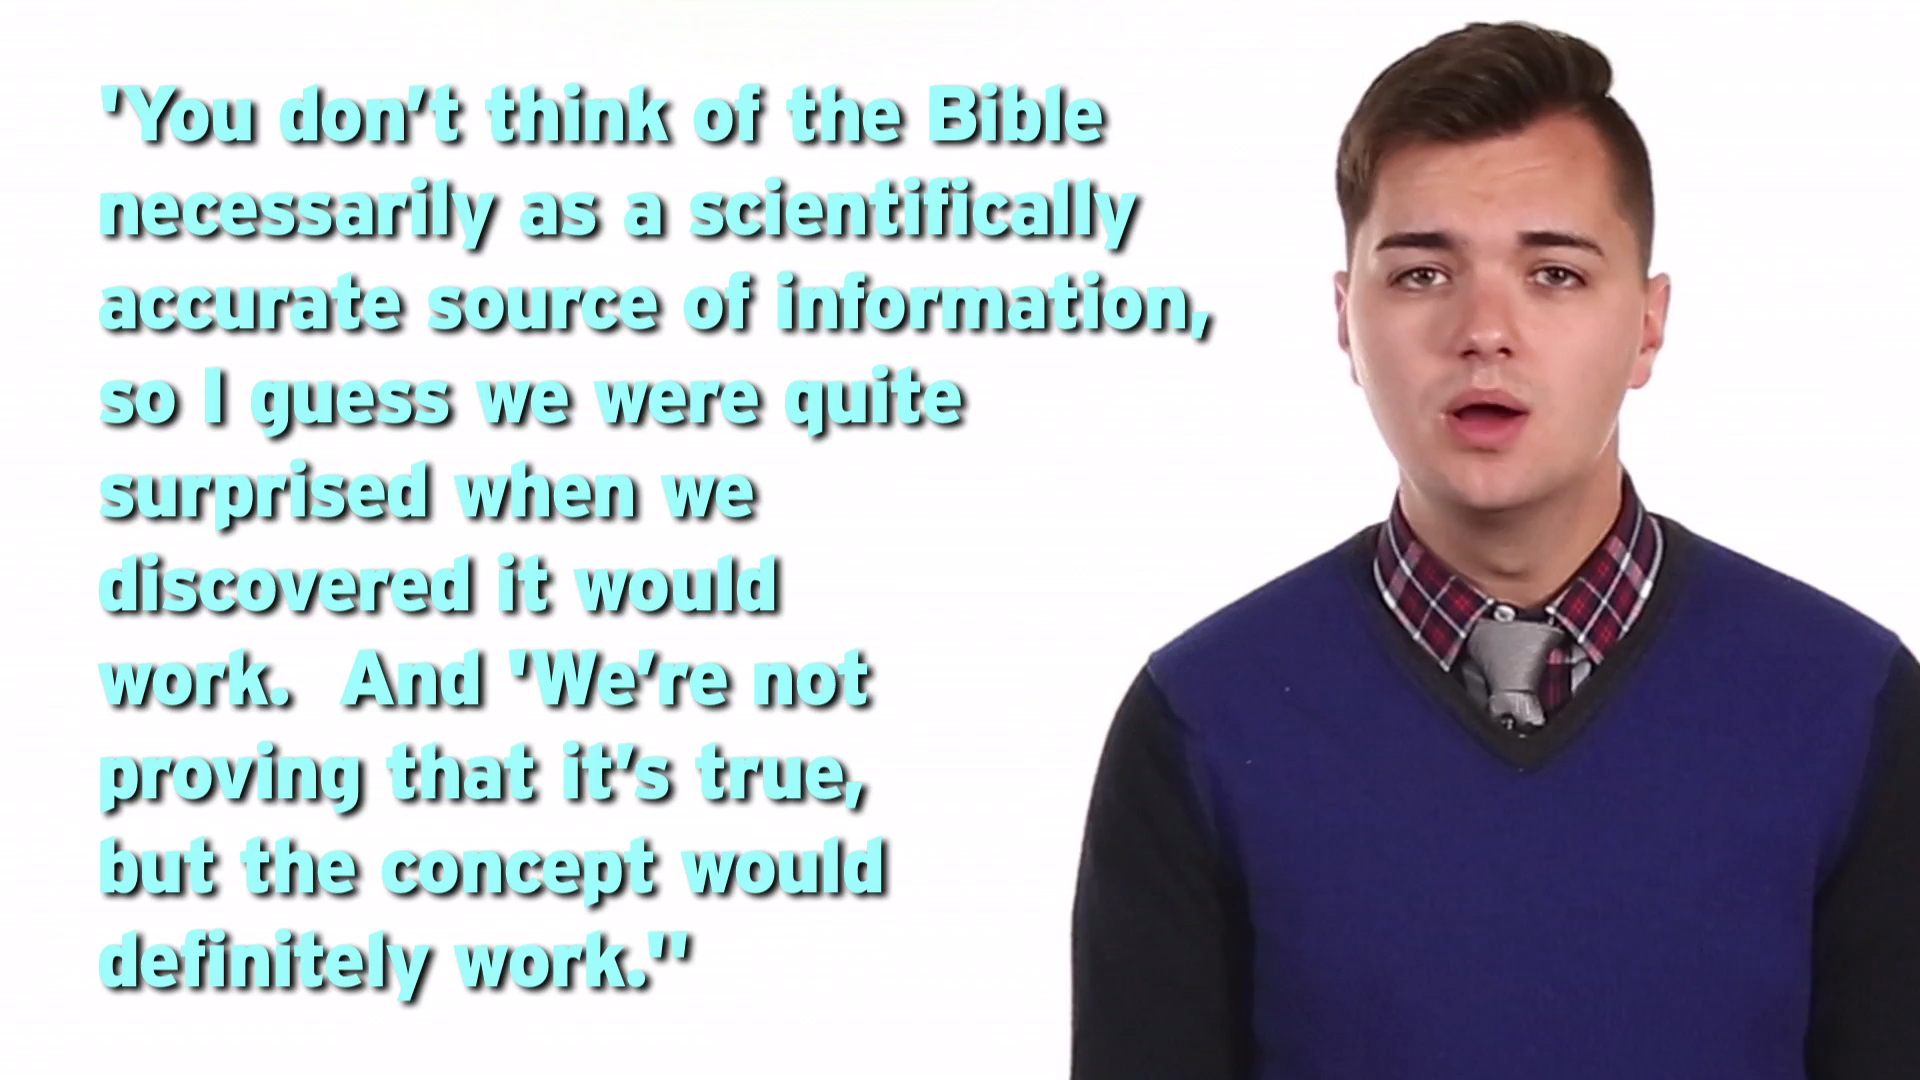 'You don't think of the Bible
necessarily as a scientifically
accurate source of information,
so I guess we were quite
surprised when we
discovered it would
work.  And 'We're not
proving that it's true,
but the concept would
definitely work.''